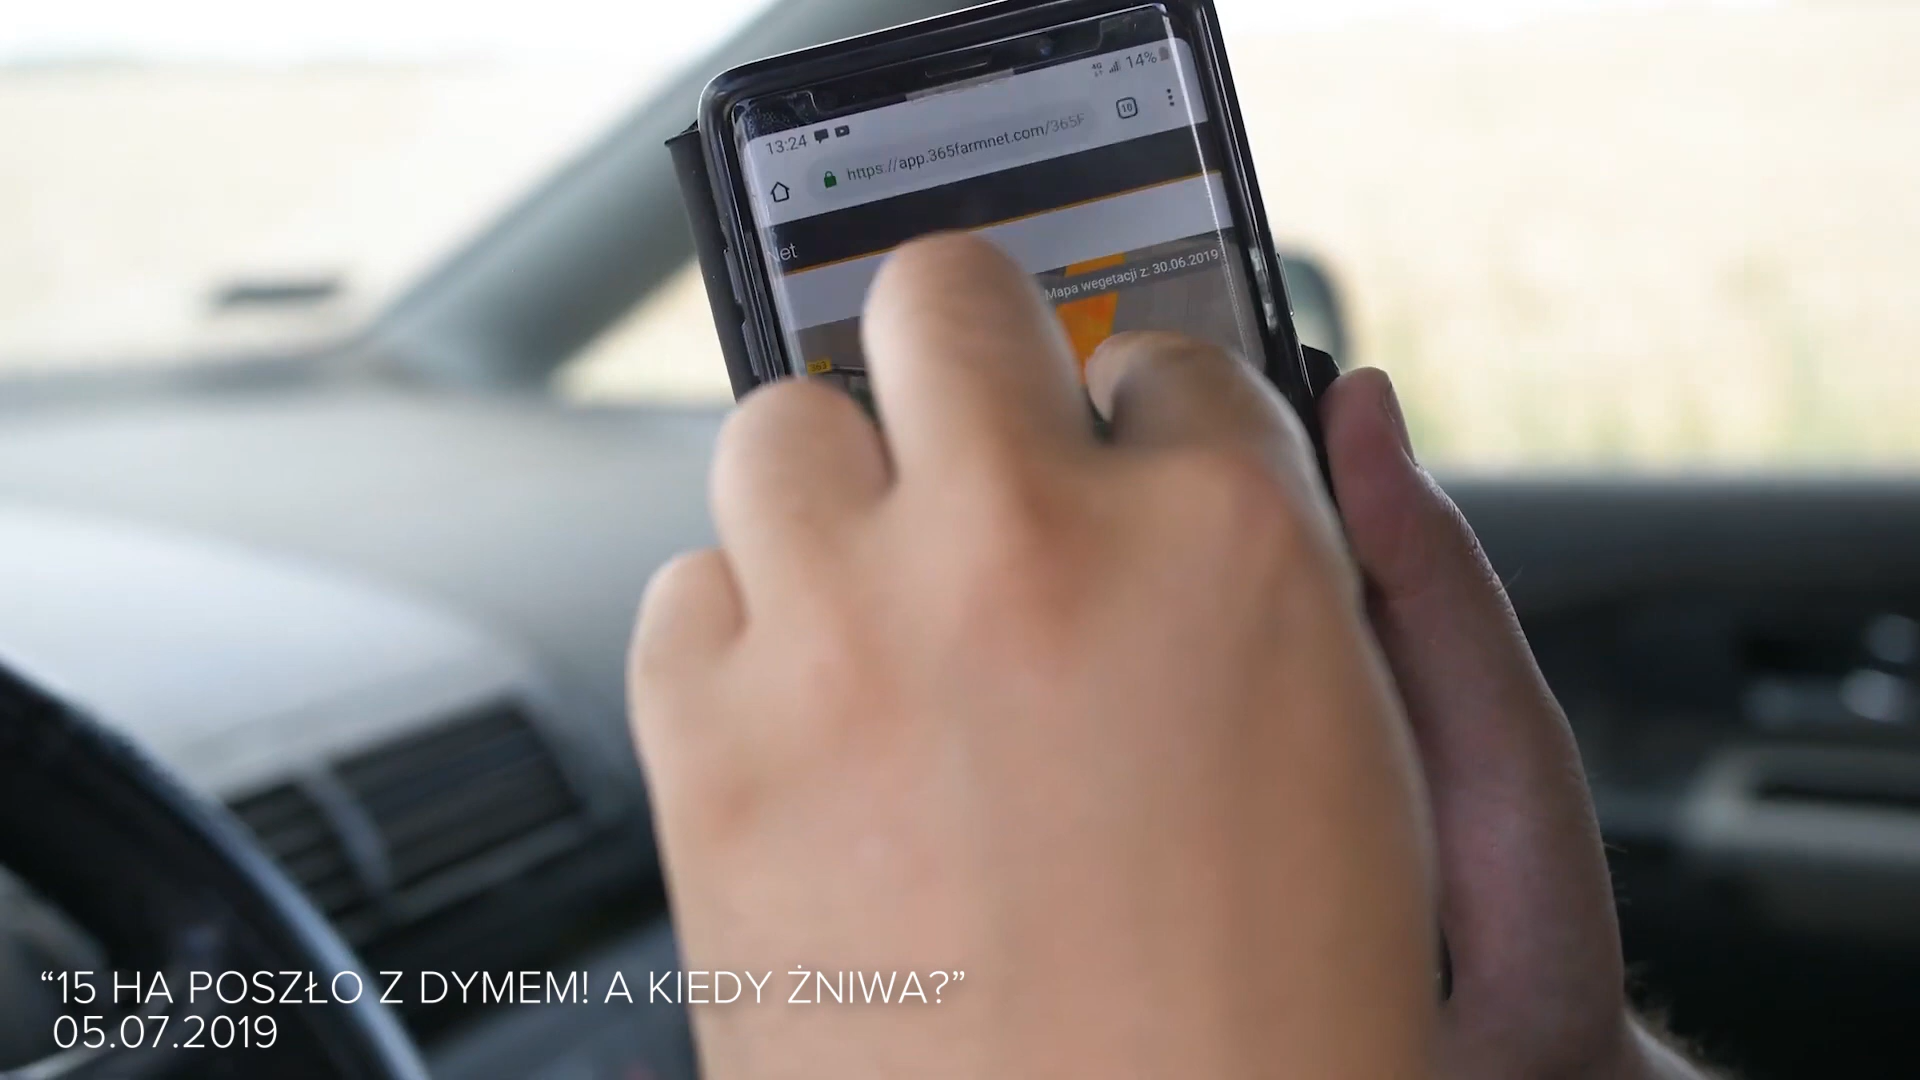 14%
13:24
10
https://app.365farmnet.com/365F
Net
Mapa wegetacji z: 30.06.2019
363
“15 HA POSZŁO Z DYMEM! A KIEDY ŻNIWA?”
05.07.2019